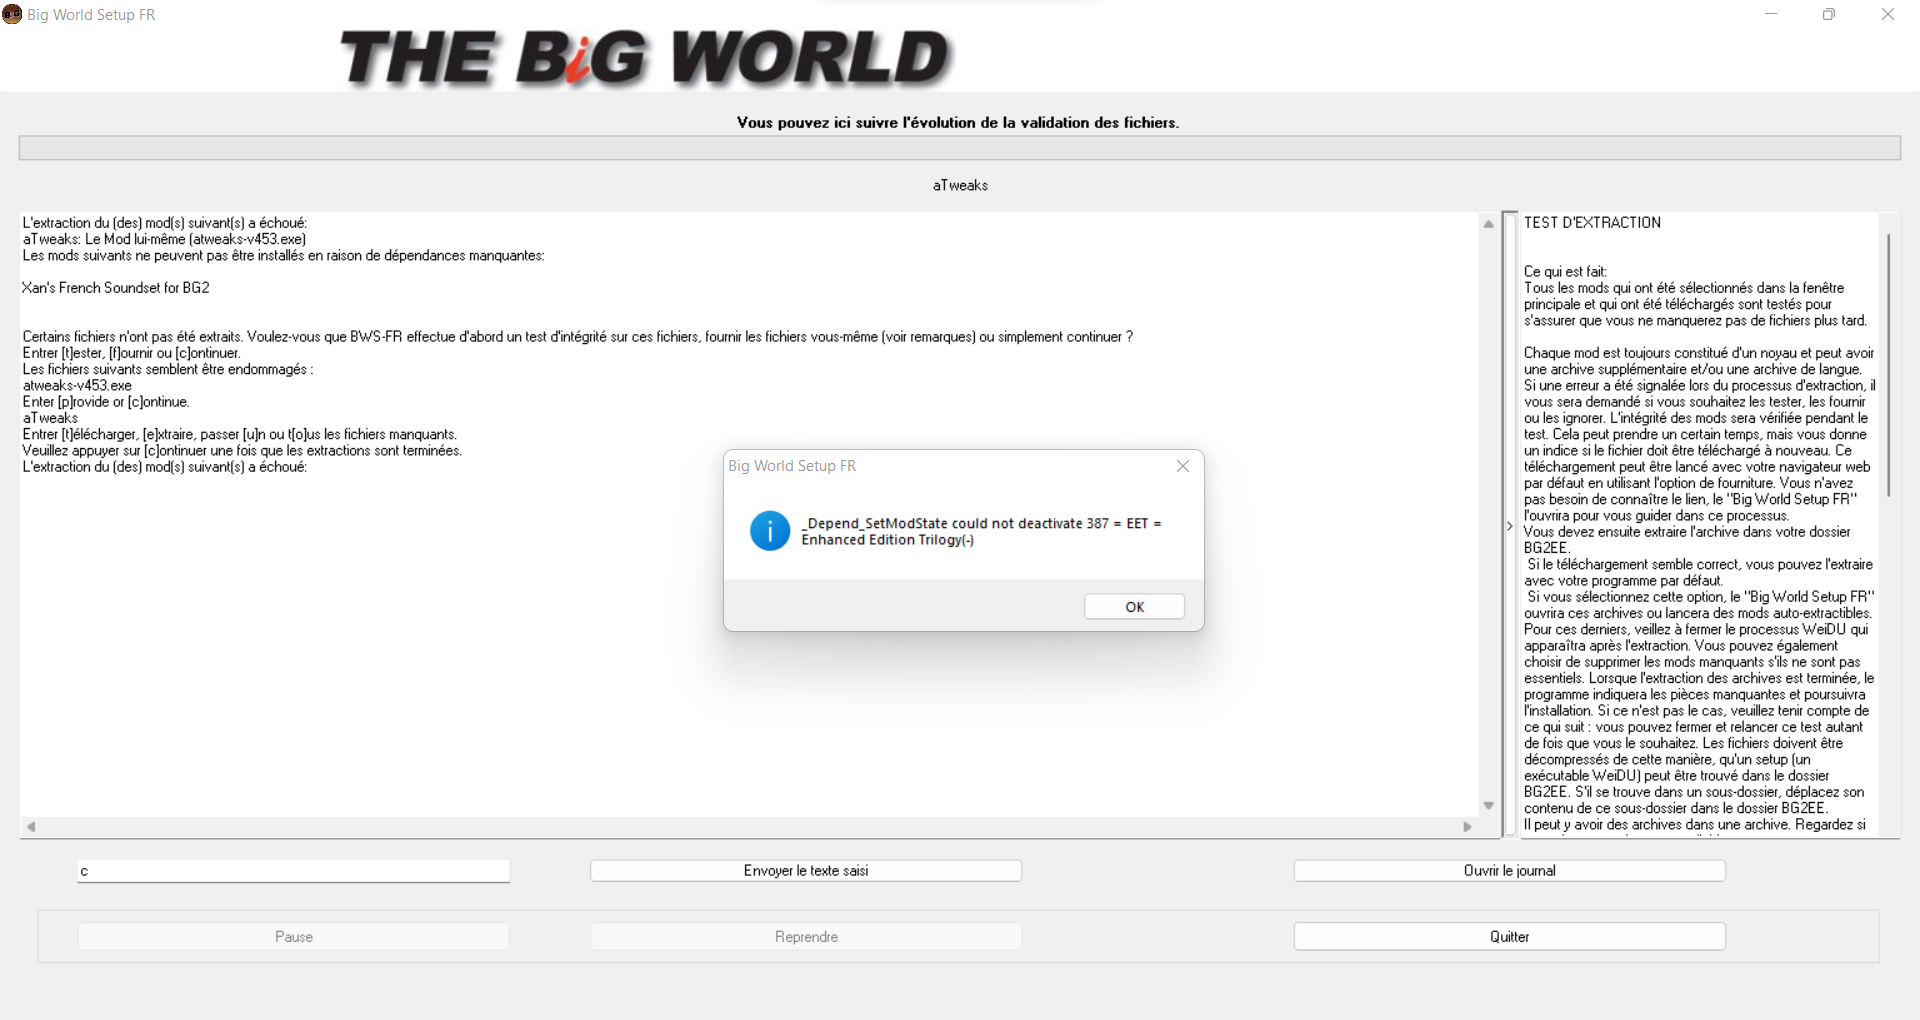 Big World Setup FR
THE BiG WORLD
Vous pouvez ici suivre l'évolution de la validation des fichiers.
aTweaks
L'extraction du (des) mod(s) suivant(s) a échoué:
aTweaks: Le Mod lui-même (atweaks-v453.exe)
Les mods suivants ne peuvent pas être installés en raison de dépendances manquantes:
Xan's French Soundset for BG2
Certains fichiers n'ont pas été extraits. Voulez-vous que BWS-FR effectue d'abord un test d'intégrité sur ces fichiers, fournir les fichiers vous-même (voir remarques) ou simplement continuer ?
Entrer [t]ester, [f]ournir ou [c]ontinuer.
Les fichiers suivants semblent être endommagés :
atweaks-v453.exe
Enter [p]rovide or [c]ontinue.
aTweaks
Entrer [t]élécharger, [e]xtraire, passer [u]n ou t[o]us les fichiers manquants.
Veuillez appuyer sur [c]ontinuer une fois que les extractions sont terminées.
L'extraction du (des) mod(s) suivant(s) a échoué:
Big World Setup FR
_Depend_SetModState could not deactivate 387 = EET =
Enhanced Edition Trilogy(-)
OK
>
TEST D'EXTRACTION
Ce qui est fait:
Tous les mods qui ont été sélectionnés dans la fenêtre
principale et qui ont été téléchargés sont testés pour
s'assurer que vous ne manquerez pas de fichiers plus tard.
Chaque mod est toujours constitué d'un noyau et peut avoir
une archive supplémentaire et/ou une archive de langue.
Si une erreur a été signalée lors du processus d'extraction, il
vous sera demandé si vous souhaitez les tester, les fournir
ou les ignorer. L'intégrité des mods sera vérifiée pendant le
test. Cela peut prendre un certain temps, mais vous donne
un indice si le fichier doit être téléchargé à nouveau. Ce
téléchargement peut être lancé avec votre navigateur web
par défaut en utilisant l'option de fourniture. Vous n'avez
pas besoin de connaître le lien, le "Big World Setup FR"
l'ouvrira pour vous guider dans ce processus.
Vous devez ensuite extraire l'archive dans votre dossier
BG2EE.
Si le téléchargement semble correct, vous pouvez l'extraire
avec votre programme par défaut.
Si vous sélectionnez cette option, le "Big World Setup FR"
ouvrira ces archives ou lancera des mods auto-extractibles.
Pour ces derniers, veillez à fermer le processus WeiDU qui
apparaîtra après l'extraction. Vous pouvez également
choisir de supprimer les mods manquants s'ils ne sont pas
essentiels. Lorsque l'extraction des archives est terminée, le
programme indiquera les pièces manquantes et poursuivra
l'installation. Si ce n'est pas le cas, veuillez tenir compte de
ce qui suit : vous pouvez fermer et relancer ce test autant
de fois que vous le souhaitez. Les fichiers doivent être
décompressés de cette manière, qu'un setup (un
exécutable WeiDU) peut être trouvé dans le dossier
BG2EE. S'il se trouve dans un sous-dossier, déplacez son
contenu de ce sous-dossier dans le dossier BG2EE.
Il peut y avoir des archives dans une archive. Regardez si
c
Envoyer le texte saisi
Ouvrir le journal
Pause
Reprendre
Quitter